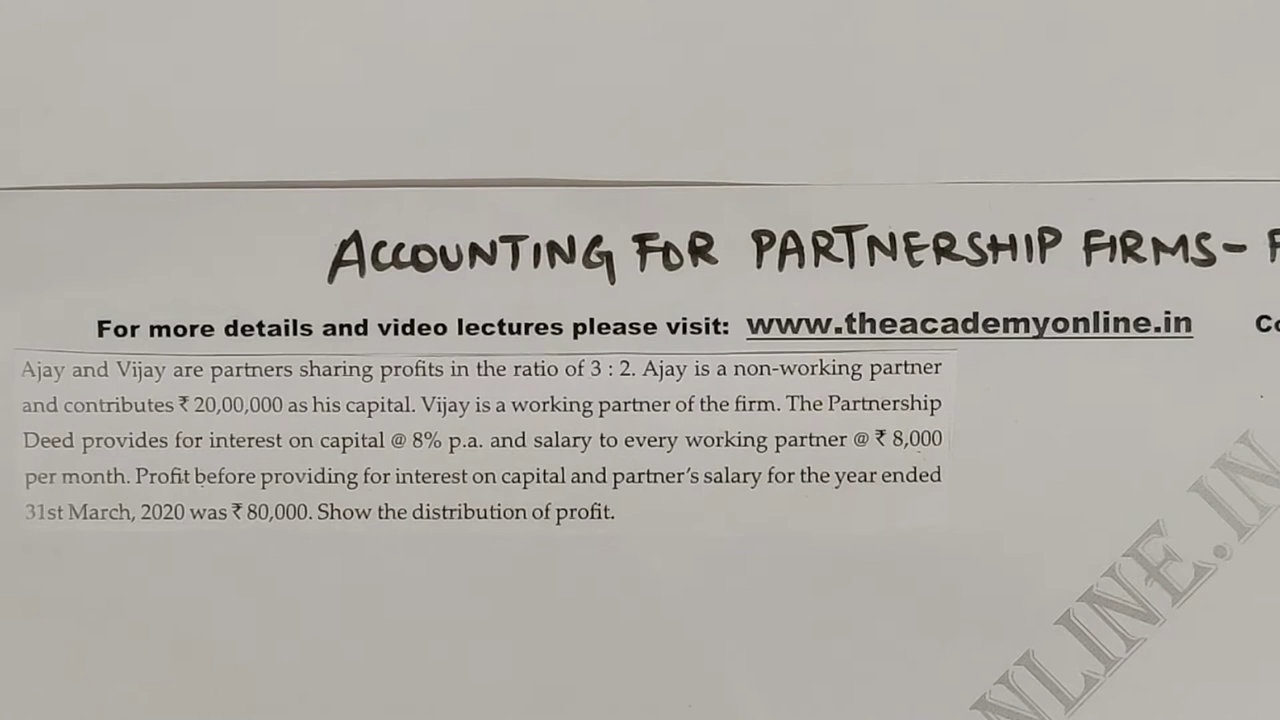 ACCOUNTING FOR PARTNERSHIP FIRMS-
For more details and video lectures please visit: www.theacademyonline.in
Ajay and Vijay are partners sharing profits in the ratio of 3 : 2. Ajay is a non-working partner
and contributes ₹ 20,00,000 as his capital. Vijay is a working partner of the firm. The Partnership
Deed provides for interest on capital @ 8% p.a. and salary to every working partner @ ₹ 8,000
per month. Profit before providing for interest on capital and partner's salary for the year ended
31st March, 2020 was ₹ 80,000. Show the distribution of profit.
NLINE.IN